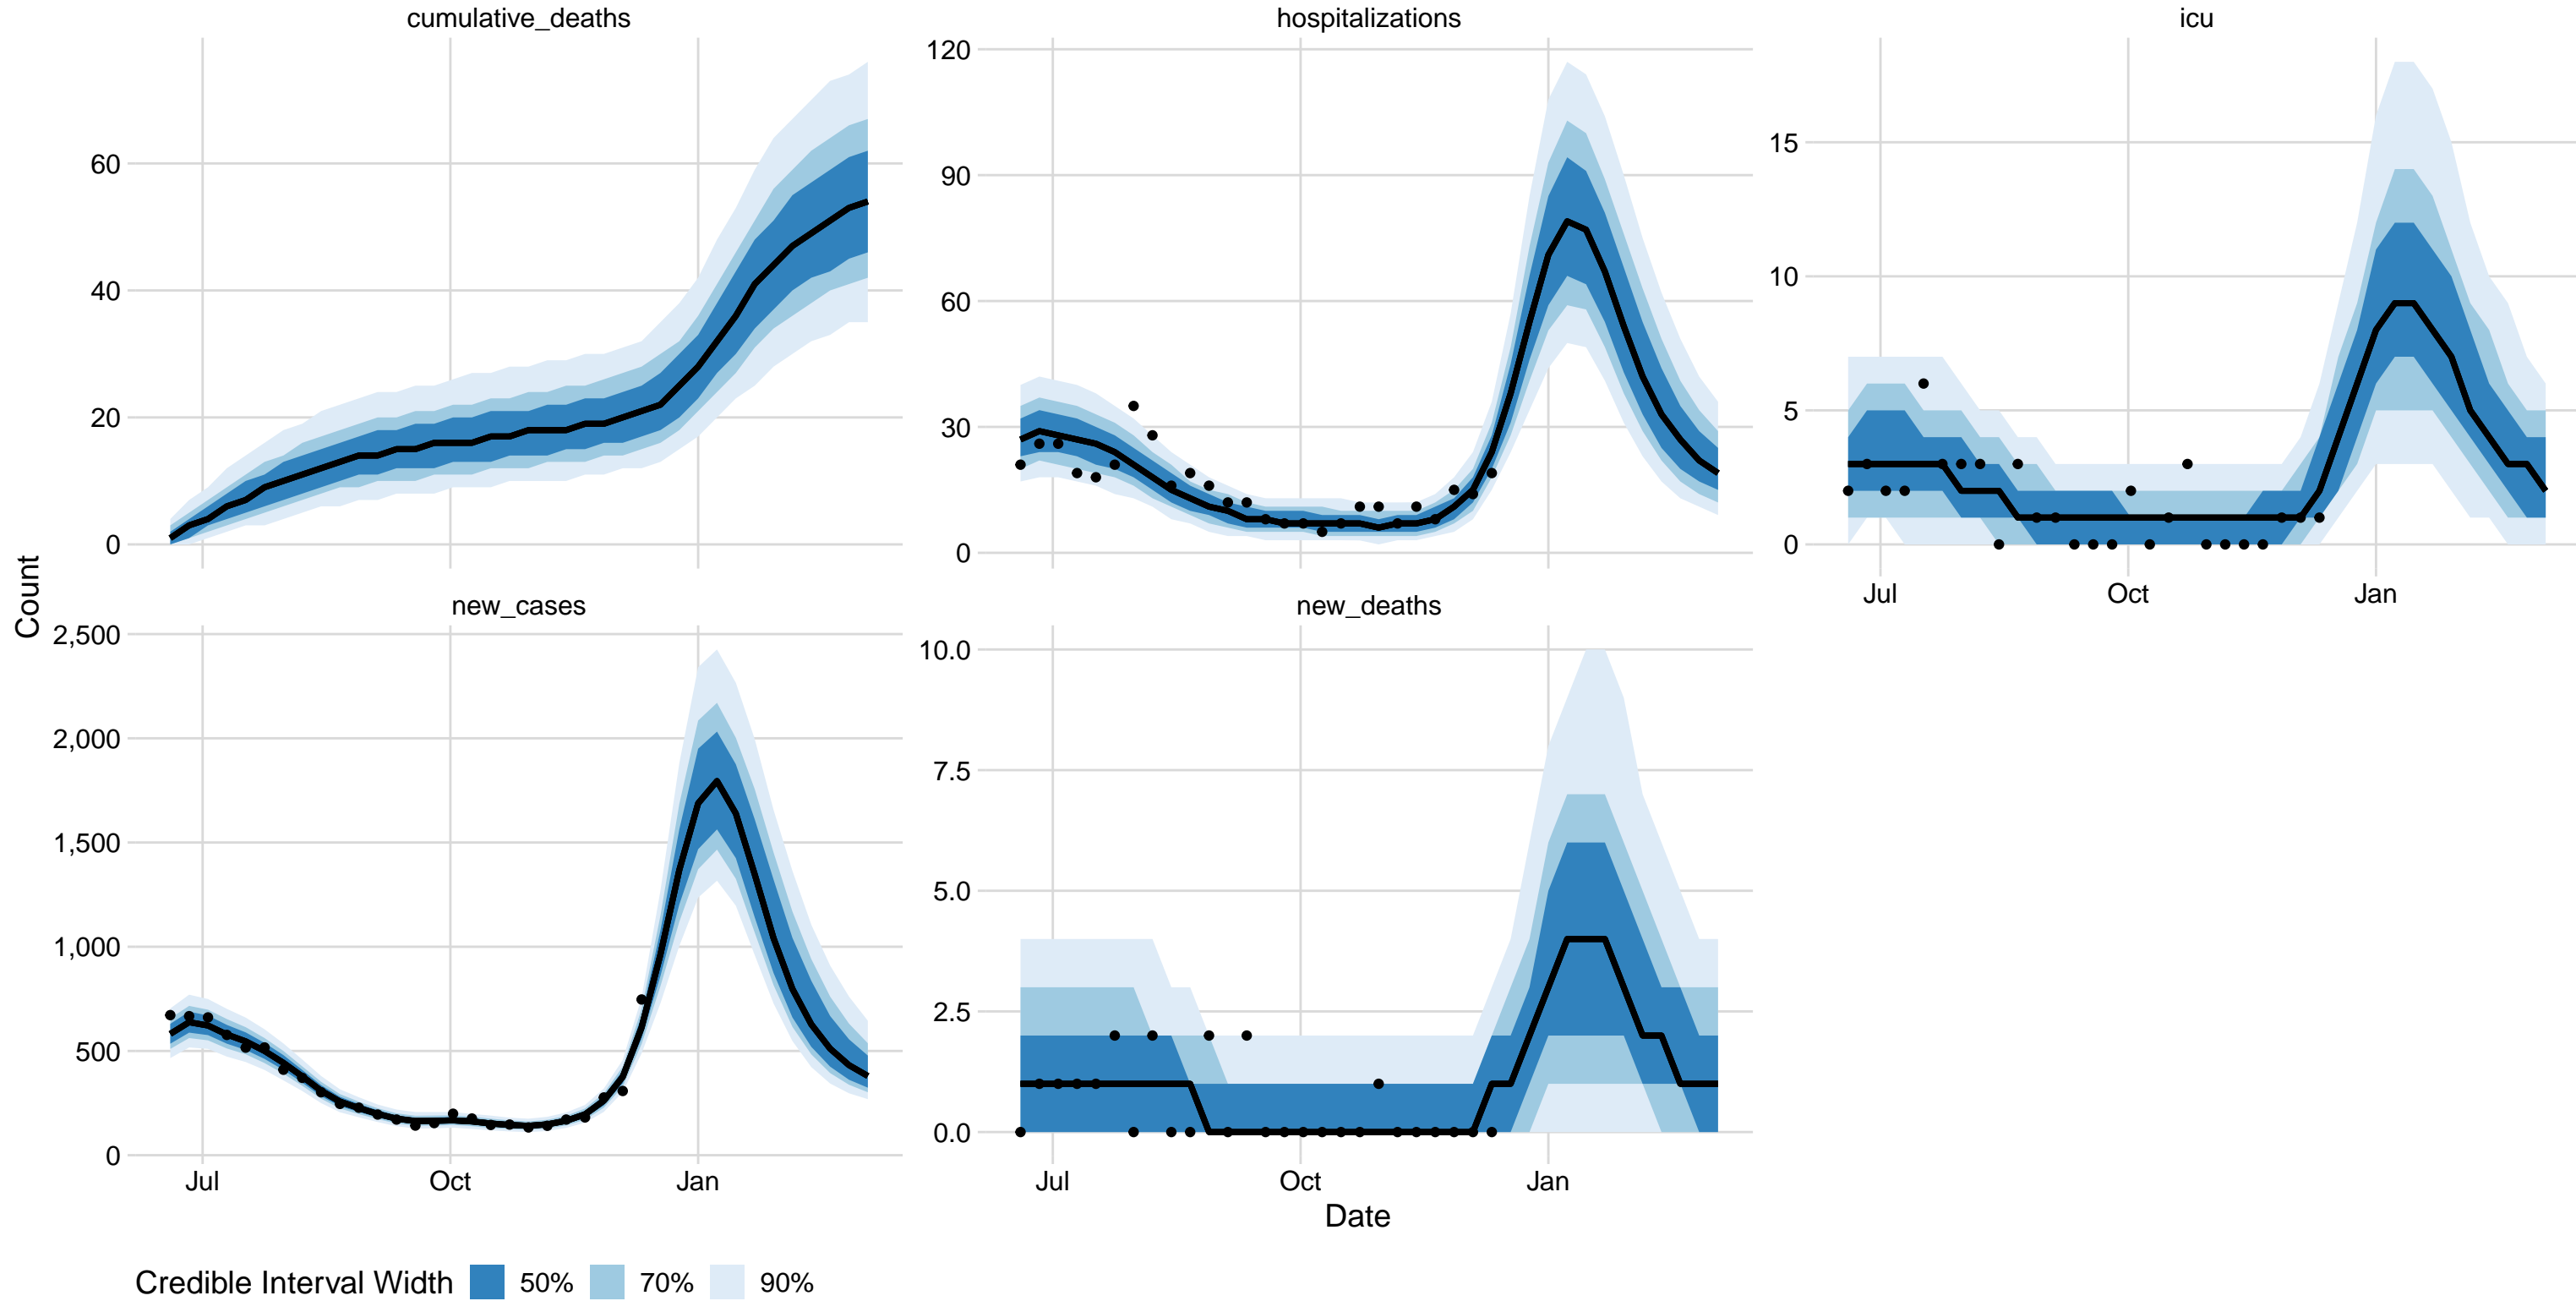 cumulative_deaths
hospitalizations
icu
60
40
20
0
120
90
60
30
0
15
10
5
0
Jul Oct Jan
Count
new_cases
new_deaths
2,500
2,000
1,500
1,000
500
0
Jul Oct Jan
10.0
7.5
5.0
2.5
0.0
Jul Oct Jan
Date
Credible Interval Width 50% 70% 90%